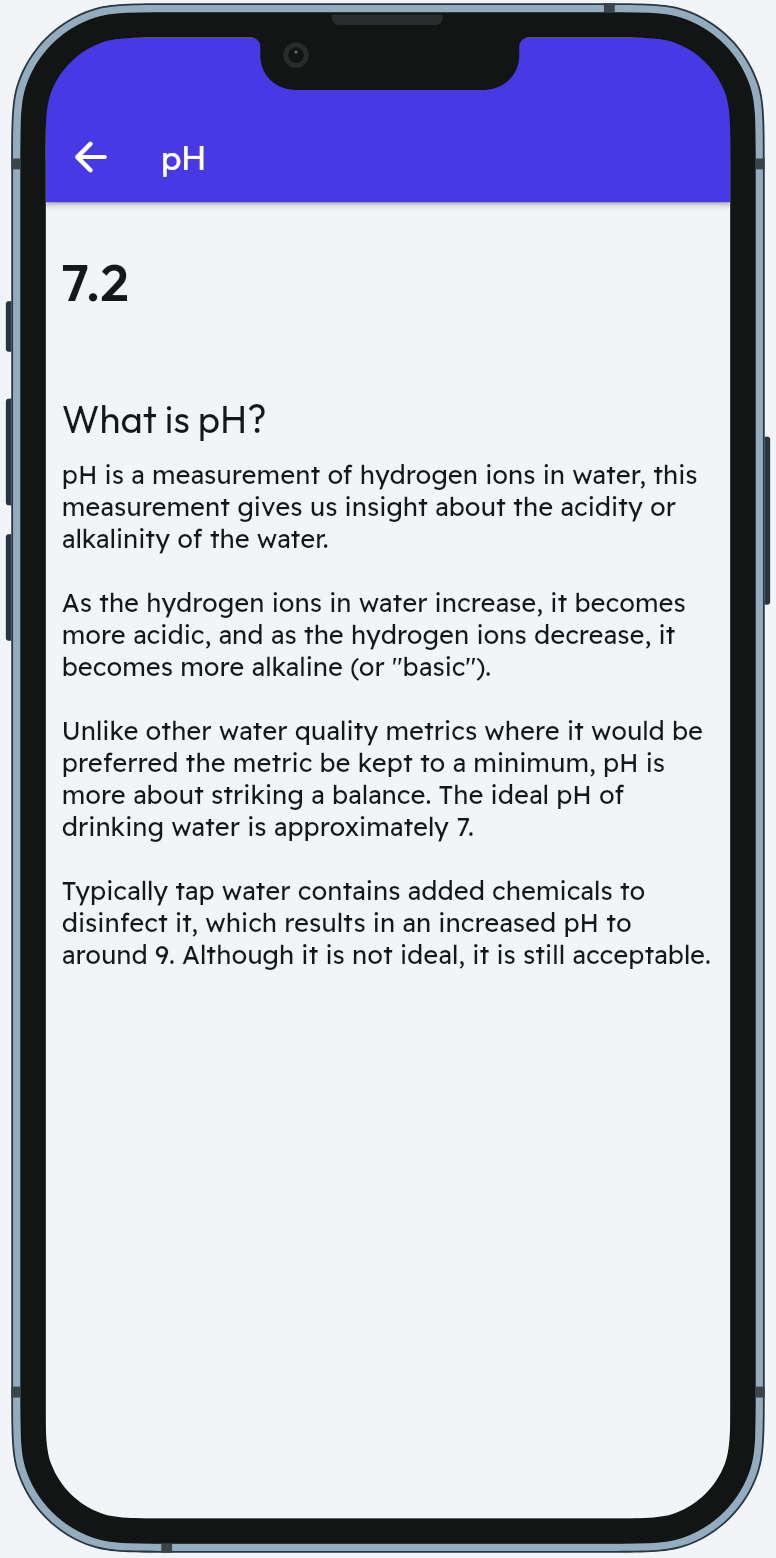 pH
7.2
What is pH?
pH is a measurement of hydrogen ions in water, this
measurement gives us insight about the acidity or
alkalinity of the water.
As the hydrogen ions in water increase, it becomes
more acidic, and as the hydrogen ions decrease, it
becomes more alkaline (or "basic").
Unlike other water quality metrics where it would be
preferred the metric be kept to a minimum, pH is
more about striking a balance. The ideal pH of
drinking water is approximately 7.
Typically tap water contains added chemicals to
disinfect it, which results in an increased pH to
around 9. Although it is not ideal, it is still acceptable.